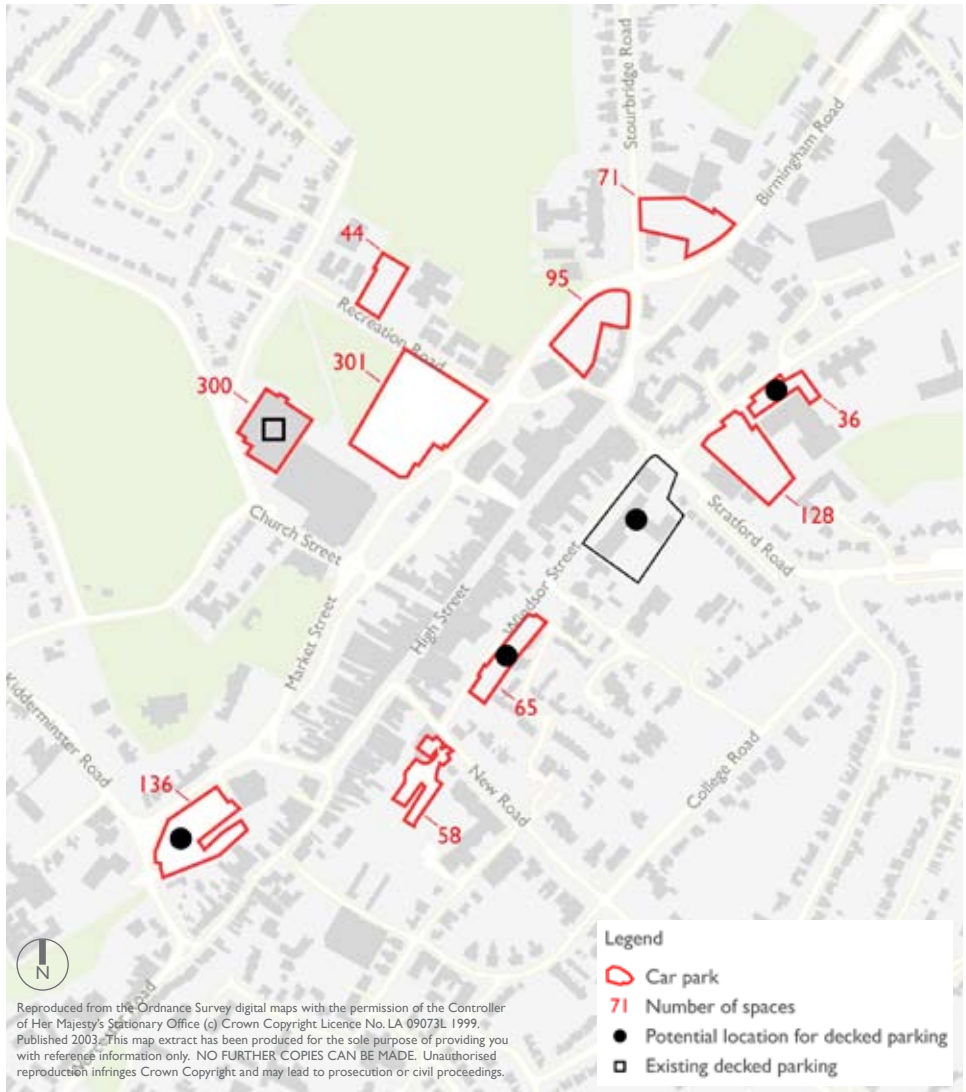 Stourbridge Road
Birmingham Road
71
44
95
Recreation Road
301
300
36
128
Church Street
Stratford Road
Windsor Street
Market Street
High Street
65
Kidderminster Road
College Road
136
New Road
58
N
Legend
Car park
71 Number of spaces
Potential location for decked parking
Existing decked parking
Road
Reproduced from the Ordnance Survey digital maps with the permission of the Controller
of Her Majesty's Stationary Office (c) Crown Copyright Licence No. LA 09073L 1999.
Published 2003. This map extract has been produced for the sole purpose of providing you
with reference information only. NO FURTHER COPIES CAN BE MADE. Unauthorised
reproduction infringes Crown Copyright and may lead to prosecution or civil proceedings.